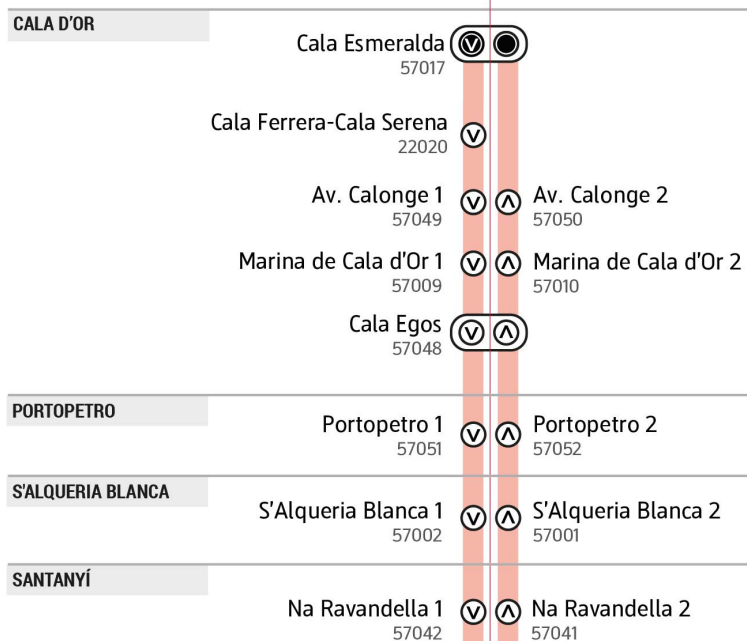 CALA D'OR
Cala Esmeralda
57017
Cala Ferrera-Cala Serena
22020
Av. Calonge 1
57049
Av. Calonge 2
57050
Marina de Cala d'Or 1
57009
Marina de Cala d'Or 2
57010
Cala Egos
57048
PORTOPETRO
Portopetro 1
57051
Portopetro 2
57052
S'ALQUERIA BLANCA
S'Alqueria Blanca 1
57002
S'Alqueria Blanca 2
57001
SANTANYÍ
Na Ravandella 1
57042
Na Ravandella 2
57041